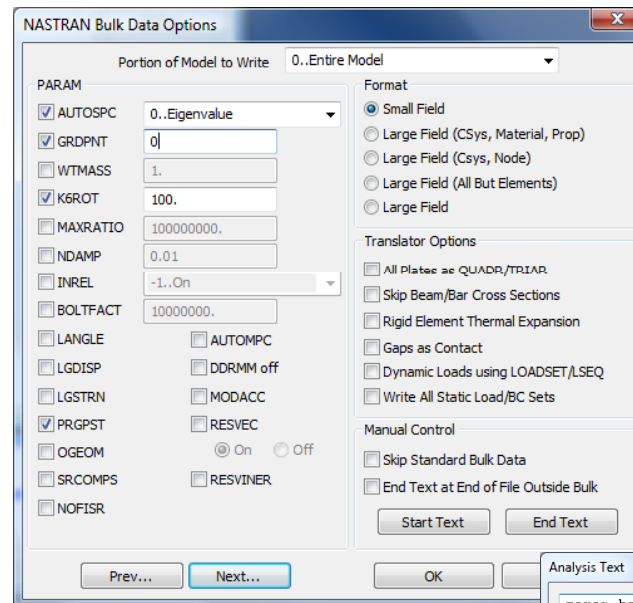 NASTRAN Bulk Data Options
Portion of Model to Write 0..Entire Model
PARAM
AUTOSPC 0..Eigenvalue
GRDPNT 0
WTMASS 1.
K6ROT 100.
MAXRATIO 100000000.
NDAMP 0.01
INREL -1..On
BOLTFACT 10000000.
LANGLE AUTOMPC
LGDISP DDRMM off
LGSTRN MODACC
PRGPST RESVEC
OGEOM On Off
SRCOMPS RESVINER
NOFISR
Format
Small Field
Large Field (CSys, Material, Prop)
Large Field (Csys, Node)
Large Field (All But Elements)
Large Field
Translator Options
All Plates as QUADR/TRIAR
Skip Beam/Bar Cross Sections
Rigid Element Thermal Expansion
Gaps as Contact
Dynamic Loads using LOADSET/LSEQ
Write All Static Load/BC Sets
Manual Control
Skip Standard Bulk Data
End Text at End of File Outside Bulk
Start Text End Text
Prev... Next... OK
Analysis Text